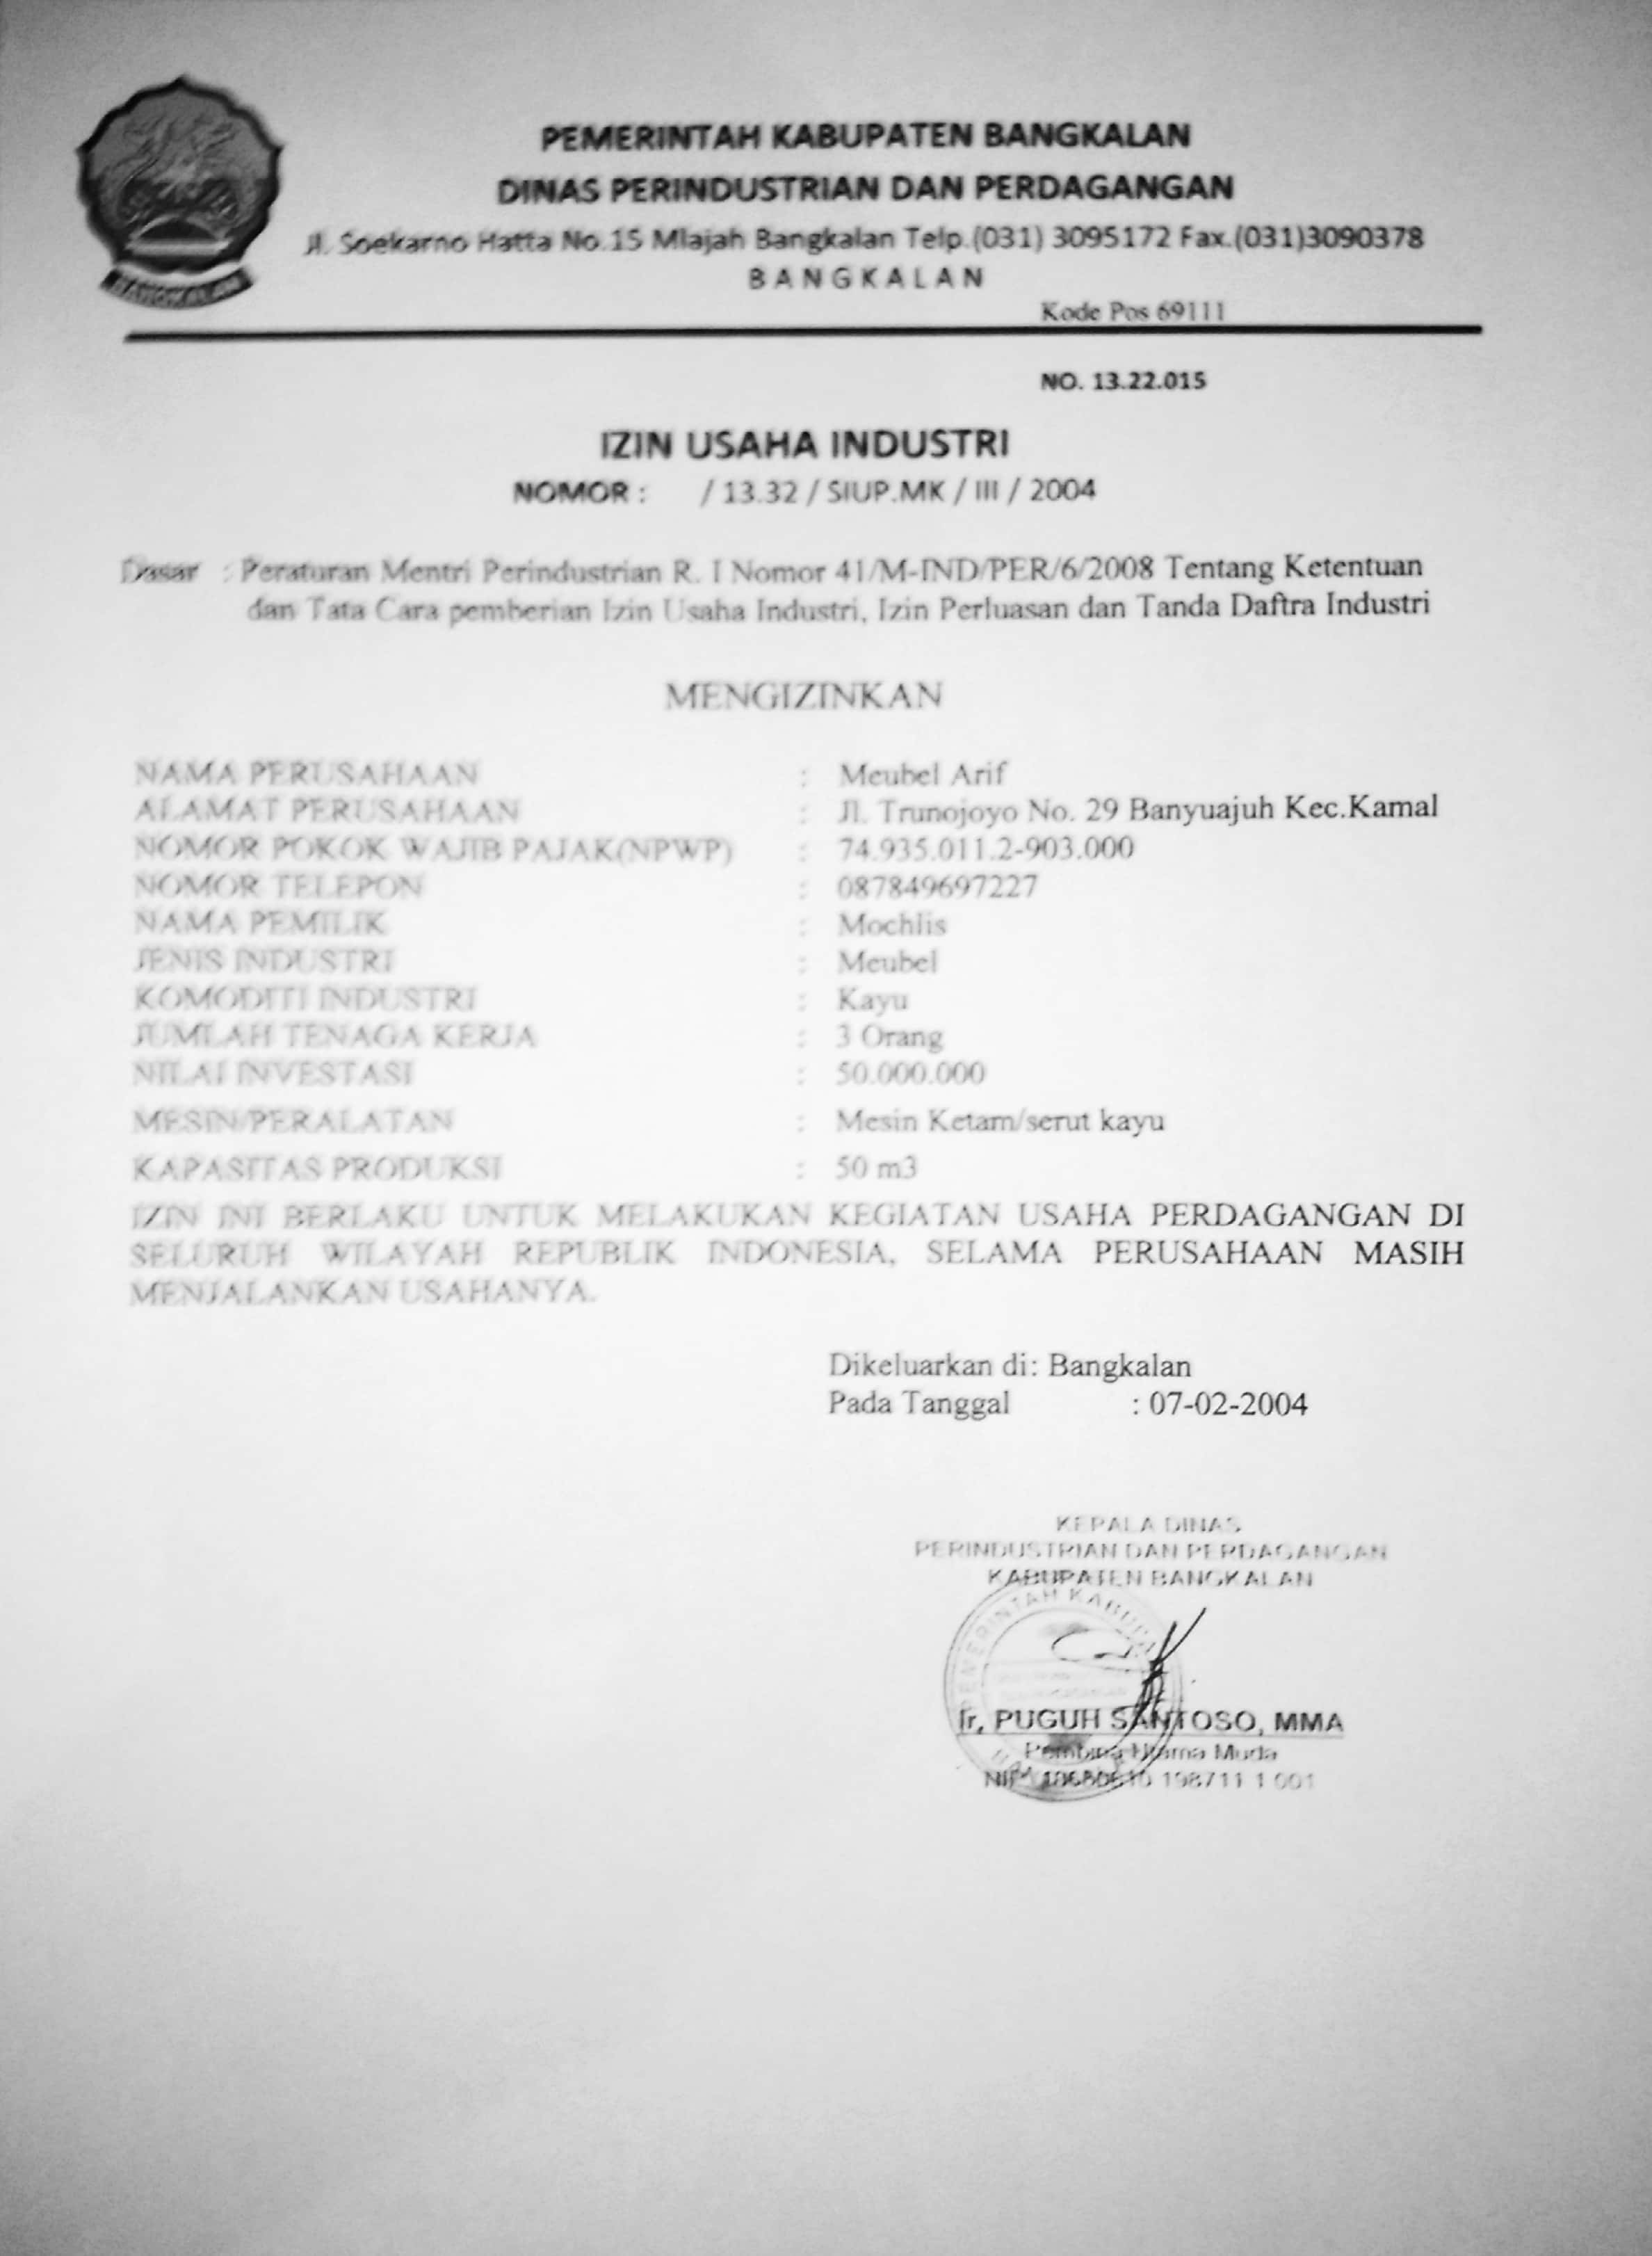 PEMERINTAH KABUPATEN BANGKALAN
DINAS PERINDUSTRIAN DAN PERDAGANGAN
Jl. Soekarno Hatta No.15 Mlajah Bangkalan Telp.(031) 3095172 Fax.(031)3090378
BANGKALAN
BANGKALAN
Kode Pos 69111
NO. 13.22.015
IZIN USAHA INDUSTRI
NOMOR : / 13.32 / SIUP.MK / III / 2004
Dasar : Peraturan Mentri Perindustrian R. I Nomor 41/M-IND/PER/6/2008 Tentang Ketentuan
dan Tata Cara pemberian Izin Usaha Industri, Izin Perluasan dan Tanda Daftra Industri
MENGIZINKAN
NAMA PERUSAHAAN : Meubel Arif
ALAMAT PERUSAHAAN : Jl. Trunojoyo No. 29 Banyuajuh Kec.Kamal
NOMOR POKOK WAJIB PAJAK(NPWP) : 74.935.011.2-903.000
NOMOR TELEPON : 087849697227
NAMA PEMILIK : Mochlis
JENIS INDUSTRI : Meubel
KOMODITI INDUSTRI : Kayu
JUMLAH TENAGA KERJA : 3 Orang
NILAI INVESTASI : 50.000.000
MESIN/PERALATAN : Mesin Ketam/serut kayu
KAPASITAS PRODUKSI : 50 m3
IZIN INI BERLAKU UNTUK MELAKUKAN KEGIATAN USAHA PERDAGANGAN DI
SELURUH WILAYAH REPUBLIK INDONESIA, SELAMA PERUSAHAAN MASIH
MENJALANKAN USAHANYA.
Dikeluarkan di: Bangkalan
Pada Tanggal : 07-02-2004
KEPALA DINAS
PERINDUSTRIAN DAN PERDAGANGAN
KABUPATEN BANGKALAN
PEMERINTAH KABUPA
Ir, PUGUH SANTOSO, MMA
Pembina Utama Muda
NIP 198711 1 001